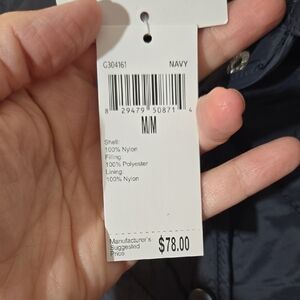 G304161 NAVY
8 29479 50871 4
M/M
Shell:
100% Nylon
Filling:
100% Polyester
Lining:
100% Nylon
Manufacturer's
Suggested
Price $78.00